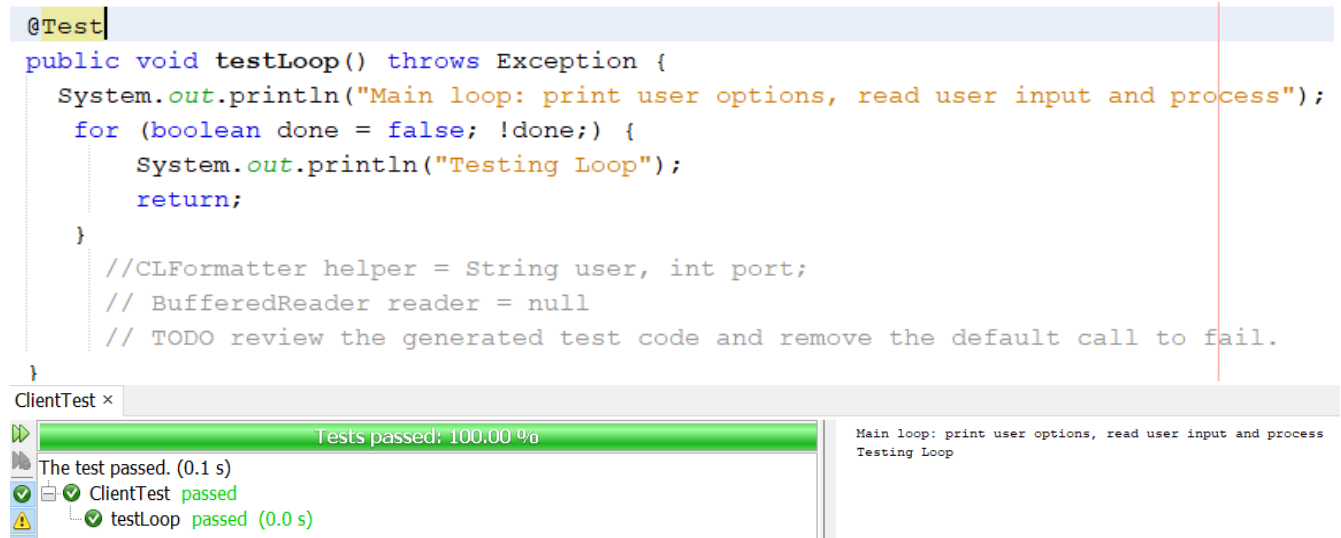 @Test
public void testLoop() throws Exception {
System.out.println("Main loop: print user options, read user input and process");
for (boolean done = false; !done;) {
System.out.println("Testing Loop");
return;
}
//CLFormatter helper = String user, int port;
// BufferedReader reader = null
// TODO review the generated test code and remove the default call to fail.
}
ClientTest ×
Tests passed: 100.00 %
The test passed. (0.1 s)
ClientTest passed
testLoop passed (0.0 s)
Main loop: print user options, read user input and process
Testing Loop